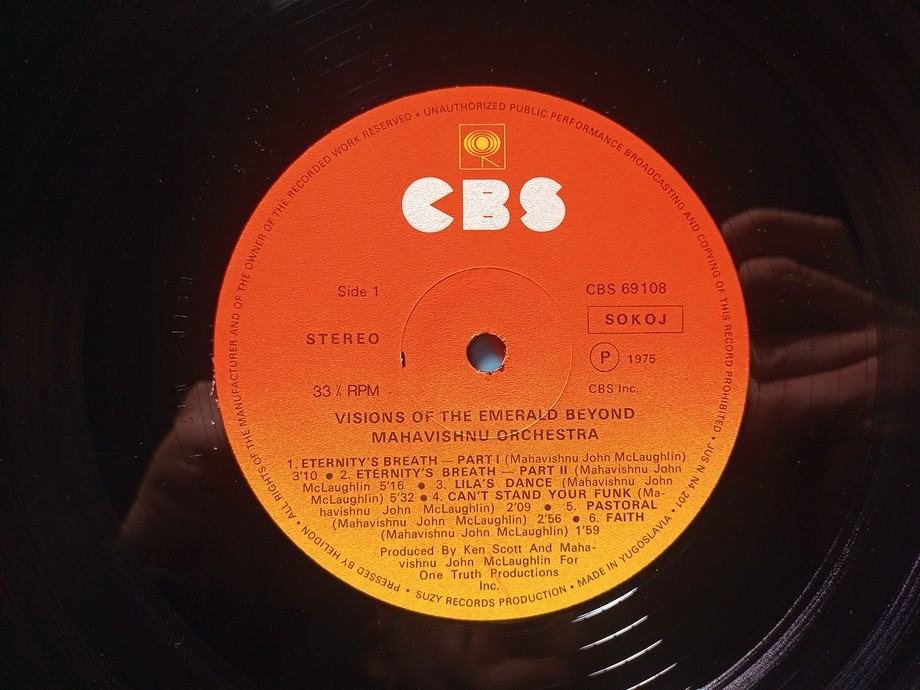 • ALL RIGHTS OF THE MANUFACTURER AND OF THE OWNER OF THE RECORDED WORK RESERVED • UNAUTHORIZED PUBLIC PERFORMANCE BROADCASTING AND COPYING OF THIS RECORD PROHIBITED •
CBS
Side 1
CBS 69108
SOKOJ
STEREO
P 1975
33 ⅓ RPM
CBS Inc.
VISIONS OF THE EMERALD BEYOND
MAHAVISHNU ORCHESTRA
1. ETERNITY'S BREATH — PART I (Mahavishnu John McLaughlin)
3'10 ● 2. ETERNITY'S BREATH — PART II (Mahavishnu John
McLaughlin 5'16 ● 3. LILA'S DANCE (Mahavishnu John
McLaughlin) 5'32 ● 4. CAN'T STAND YOUR FUNK (Ma-
havishnu John McLaughlin) 2'09 ● 5. PASTORAL
(Mahavishnu John McLaughlin) 2'56 ● 6. FAITH
(Mahavishnu John McLaughlin) 1'59
Produced By Ken Scott And Maha-
vishnu John McLaughlin For
One Truth Productions
Inc.
PRESSED BY HELIDON • SUZY RECORDS PRODUCTION • MADE IN YUGOSLAVIA • JUS N. N4. 201